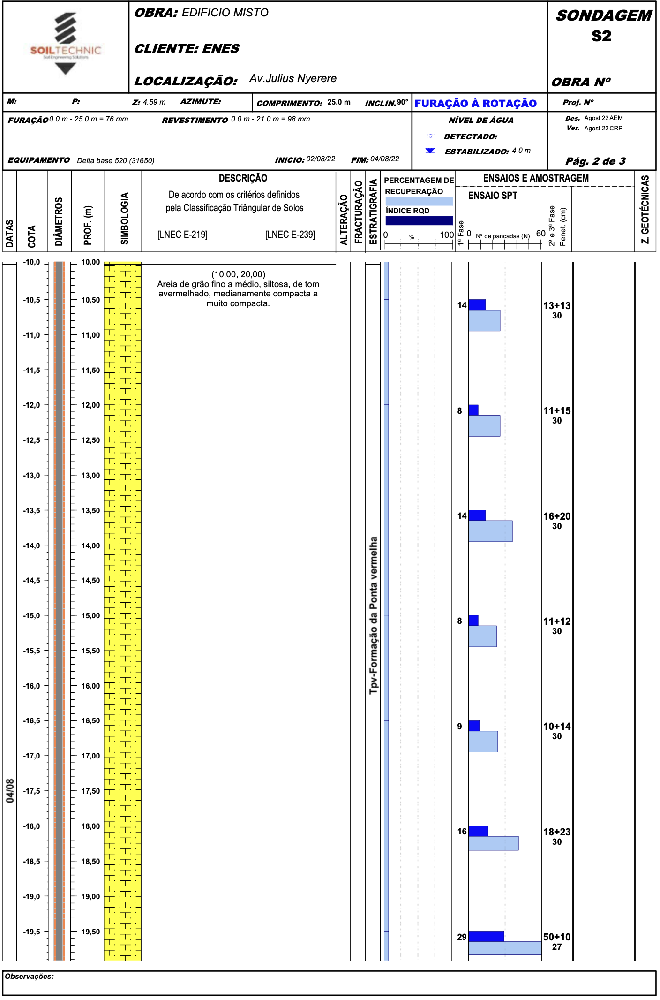 SOILTECHNIC
Soil Engineering Solutions
OBRA: EDIFICIO MISTO
CLIENTE: ENES
LOCALIZAÇÃO: Av.Julius Nyerere
SONDAGEM
S2
OBRA Nº
M: P: Z: 4.59 m AZIMUTE:
COMPRIMENTO: 25.0 m INCLIN. 90°
FURAÇÃO À ROTAÇÃO
Proj. Nº
FURAÇÃO 0.0 m - 25.0 m = 76 mm REVESTIMENTO 0.0 m - 21.0 m = 98 mm
EQUIPAMENTO Delta base 520 (31650) INICIO: 02/08/22 FIM: 04/08/22
NÍVEL DE ÁGUA
DETECTADO:
ESTABILIZADO: 4.0 m
Des. Agost 22 AEM
Ver. Agost 22 CRP
Pág. 2 de 3
DATAS
COTA
DIÂMETROS
PROF. (m)
SIMBOLOGIA
DESCRIÇÃO
De acordo com os critérios definidos
pela Classificação Triângular de Solos
[LNEC E-219] [LNEC E-239]
ALTERAÇÃO
FRACTURAÇÃO
ESTRATIGRAFIA
PERCENTAGEM DE
RECUPERAÇÃO
ÍNDICE RQD
0 % 100
ENSAIOS E AMOSTRAGEM
ENSAIO SPT
1ª Fase
0 Nº de pancadas (N) 60
2ª e 3ª Fase
Penet. (cm)
Z. GEOTÉCNICAS
-10,0 10,00
(10,00, 20,00)
Areia de grão fino a médio, siltosa, de tom
avermelhado, medianamente compacta a
muito compacta.
-10,5 10,50
14 13+13
30
-11,0 11,00
-11,5 11,50
-12,0 12,00
8 11+15
30
-12,5 12,50
-13,0 13,00
-13,5 13,50
14 16+20
30
-14,0 14,00
-14,5 14,50
-15,0 15,00
8 11+12
30
Tpv-Formação da Ponta vermelha
-15,5 15,50
-16,0 16,00
-16,5 16,50
9 10+14
30
-17,0 17,00
04/08
-17,5 17,50
-18,0 18,00
16 18+23
30
-18,5 18,50
-19,0 19,00
-19,5 19,50
29 50+10
27
Observações: